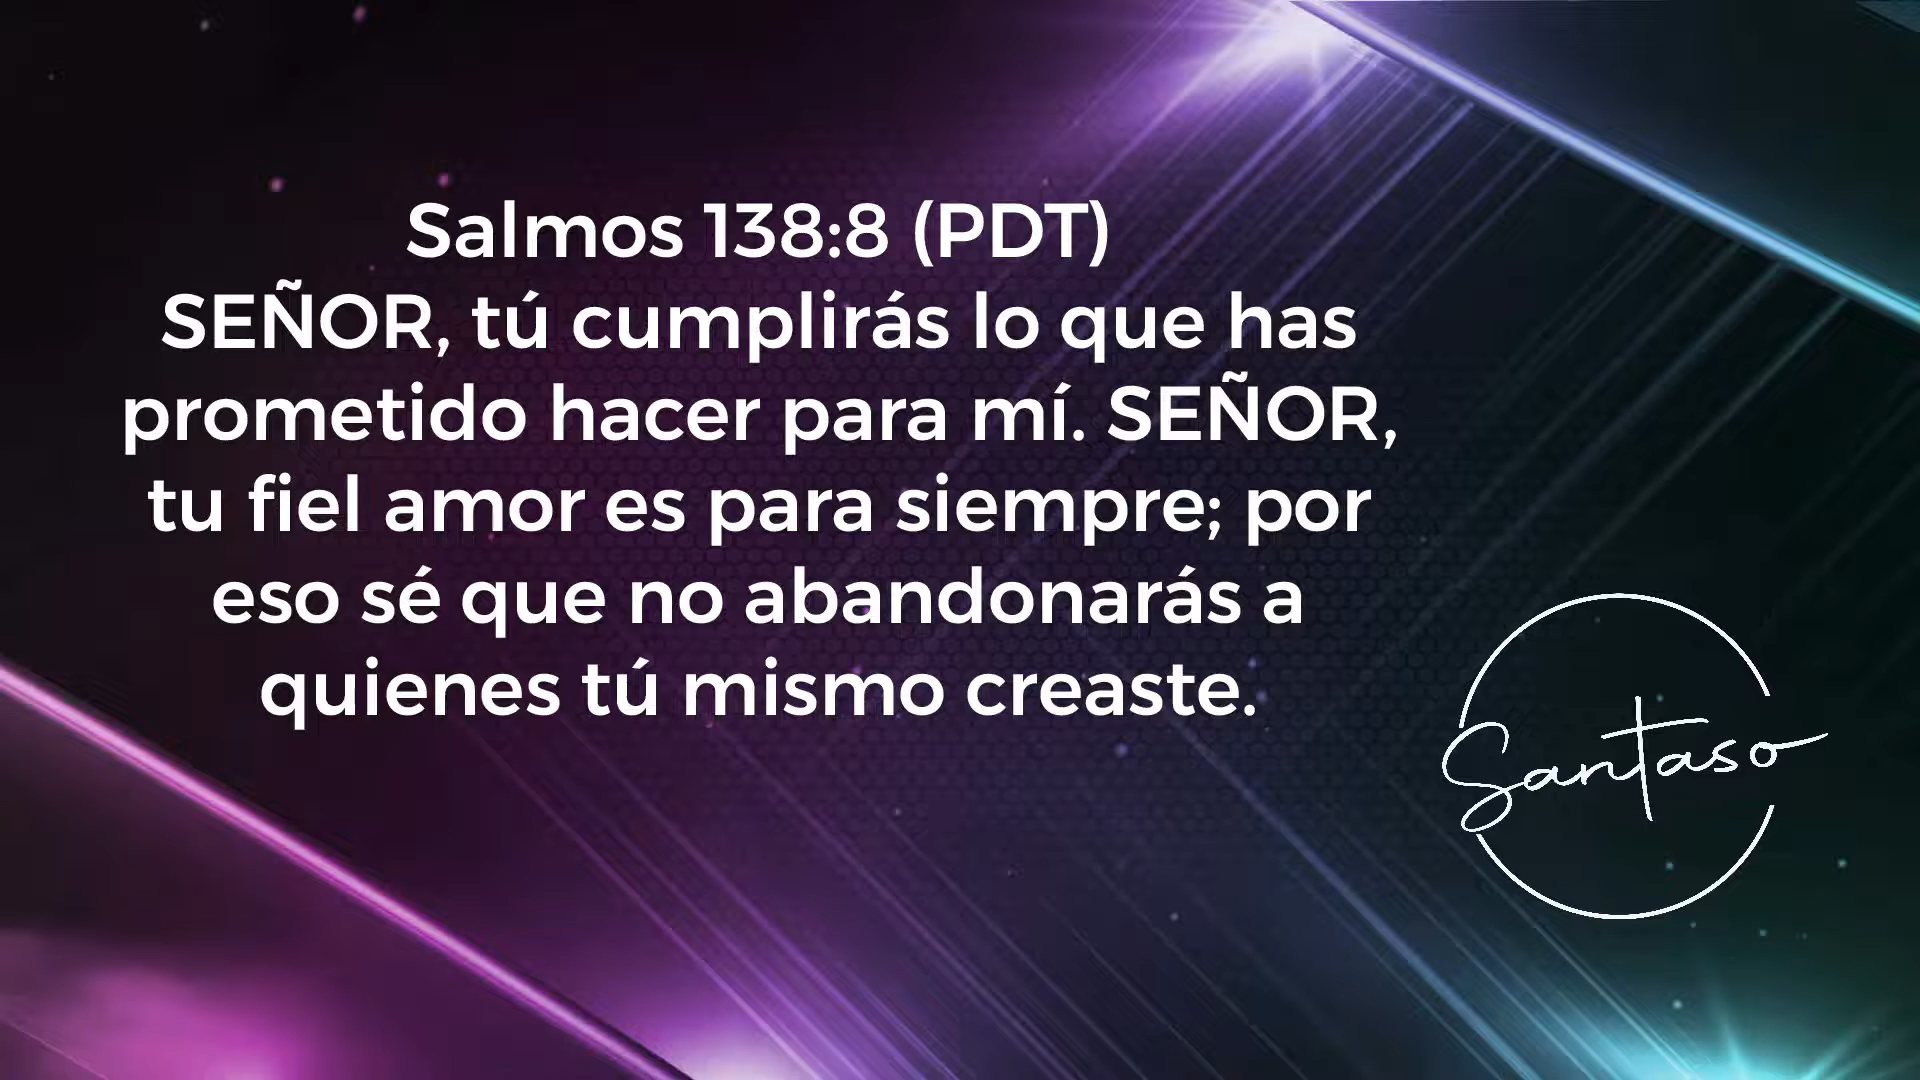 Salmos 138:8 (PDT)
SEÑOR, tú cumplirás lo que has
prometido hacer para mí. SEÑOR,
tu fiel amor es para siempre; por
eso sé que no abandonarás a
quienes tú mismo creaste.
Santaso